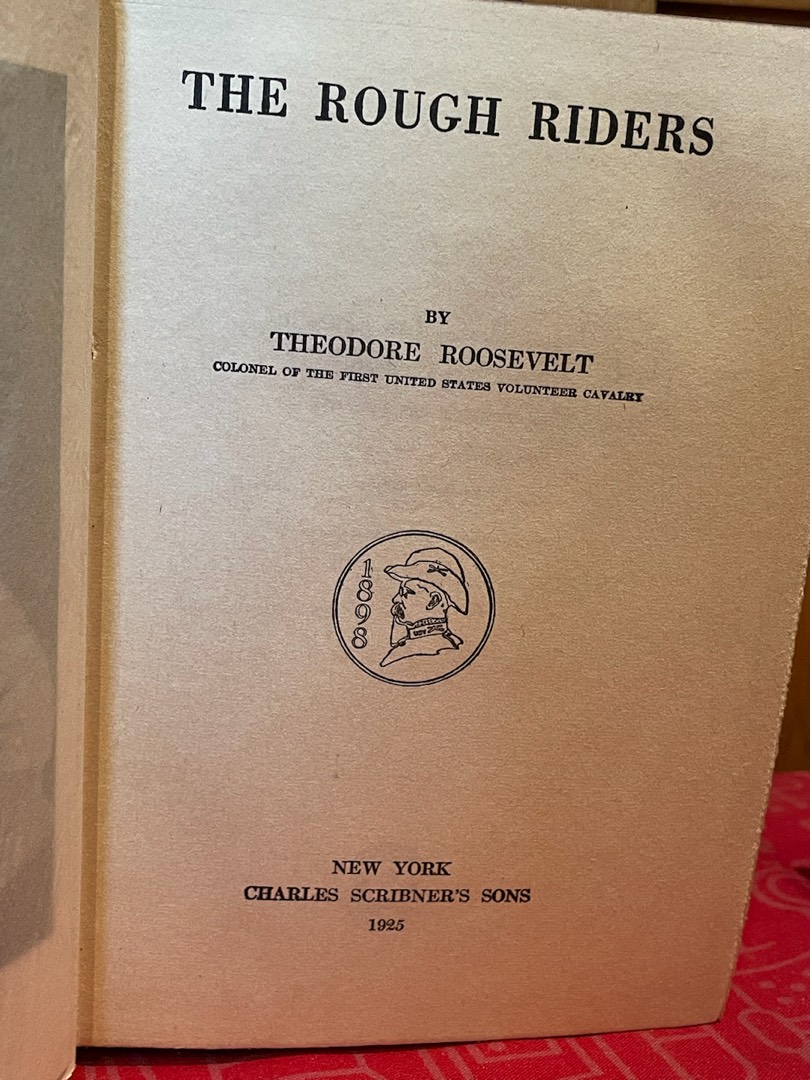 THE ROUGH RIDERS
BY
THEODORE ROOSEVELT
COLONEL OF THE FIRST UNITED STATES VOLUNTEER CAVALRY
1898
NEW YORK
CHARLES SCRIBNER'S SONS
1925